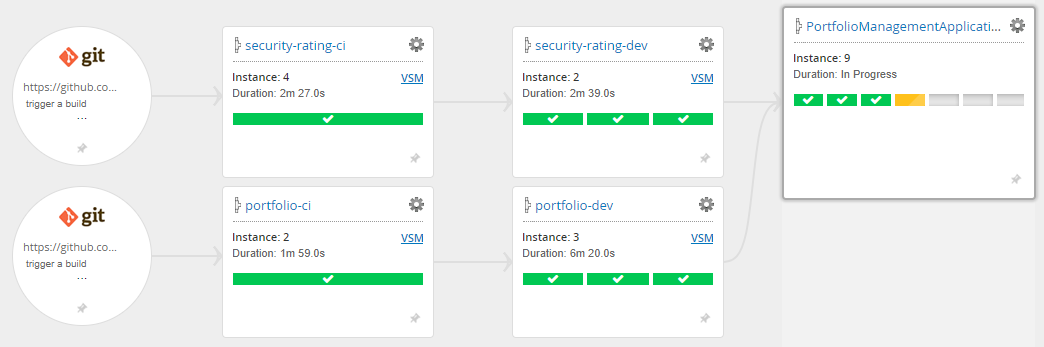 git
https://github.co...
trigger a build
...
security-rating-ci
Instance: 4
VSM
Duration: 2m 27.0s
security-rating-dev
Instance: 2
VSM
Duration: 2m 39.0s
PortfolioManagementApplicati...
Instance: 9
Duration: In Progress
git
https://github.co...
trigger a build
...
portfolio-ci
Instance: 2
VSM
Duration: 1m 59.0s
portfolio-dev
Instance: 3
VSM
Duration: 6m 20.0s